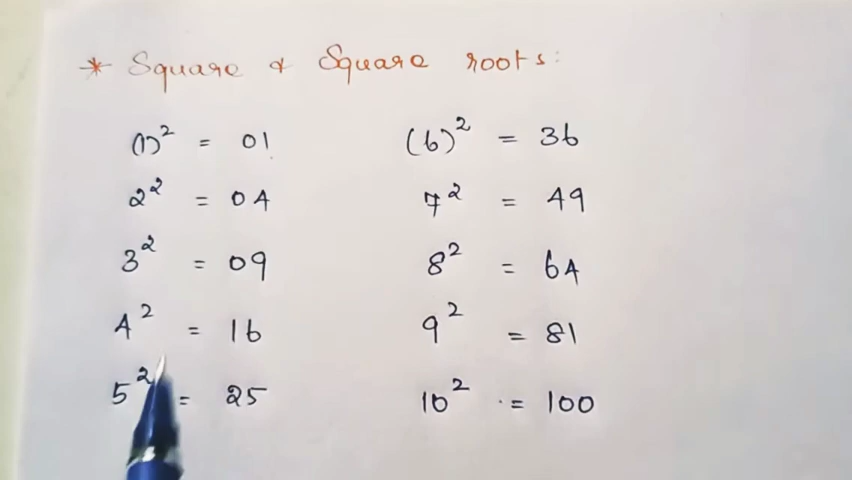 * Square & Square roots:
(1)² = 01
2² = 04
3² = 09
4² = 16
5² = 25
(6)² = 36
7² = 49
8² = 64
9² = 81
10² = 100